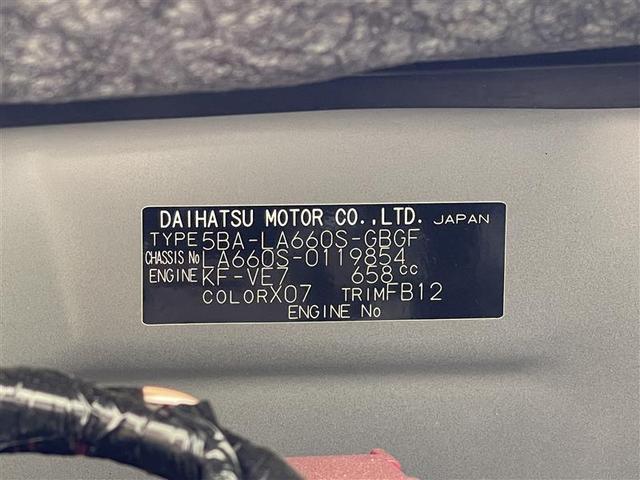 DAIHATSU MOTOR CO.,LTD. JAPAN
TYPE 5BA-LA660S-GBGF
CHASSIS No LA660S-0119854
ENGINE KF-VE7 658cc
COLOR X07 TRIM FB12
ENGINE No